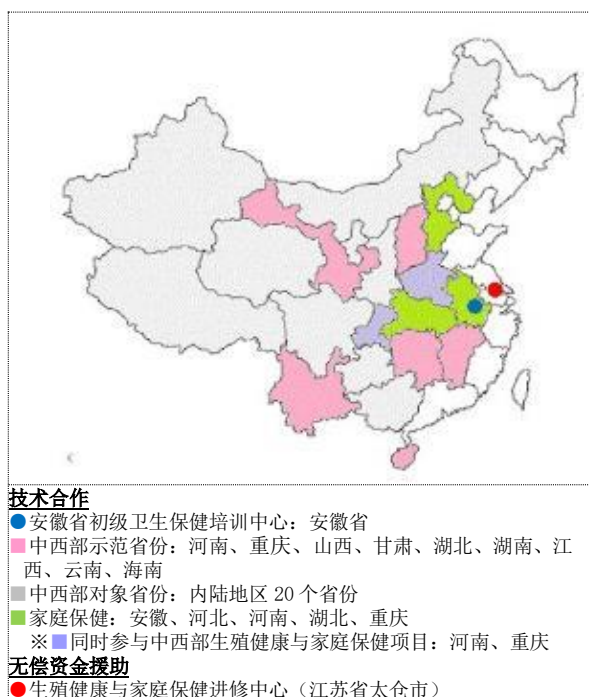 技术合作
●安徽省初级卫生保健培训中心：安徽省
■中西部示范省份：河南、重庆、山西、甘肃、湖北、湖南、江
西、云南、海南
■中西部对象省份：内陆地区 20 个省份
■家庭保健：安徽、河北、河南、湖北、重庆
※■同时参与中西部生殖健康与家庭保健项目：河南、重庆
无偿资金援助
●生殖健康与家庭保健进修中心（江苏省太仓市）